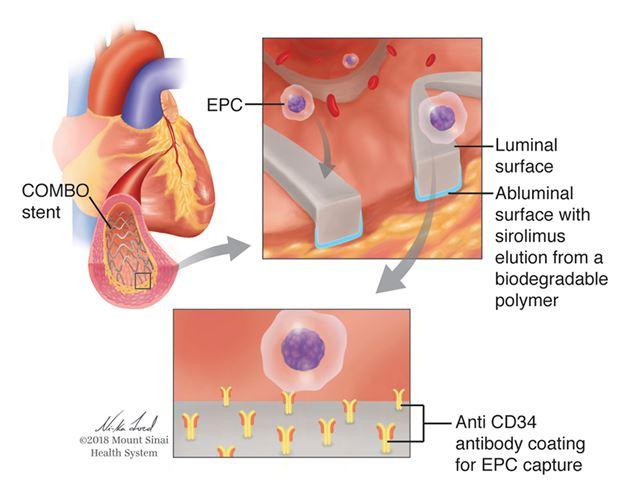 EPC
Luminal
surface
COMBO
stent
Abluminal
surface with
sirolimus
elution from a
biodegradable
polymer
©2018 Mount Sinai
Health System
Anti CD34
antibody coating
for EPC capture